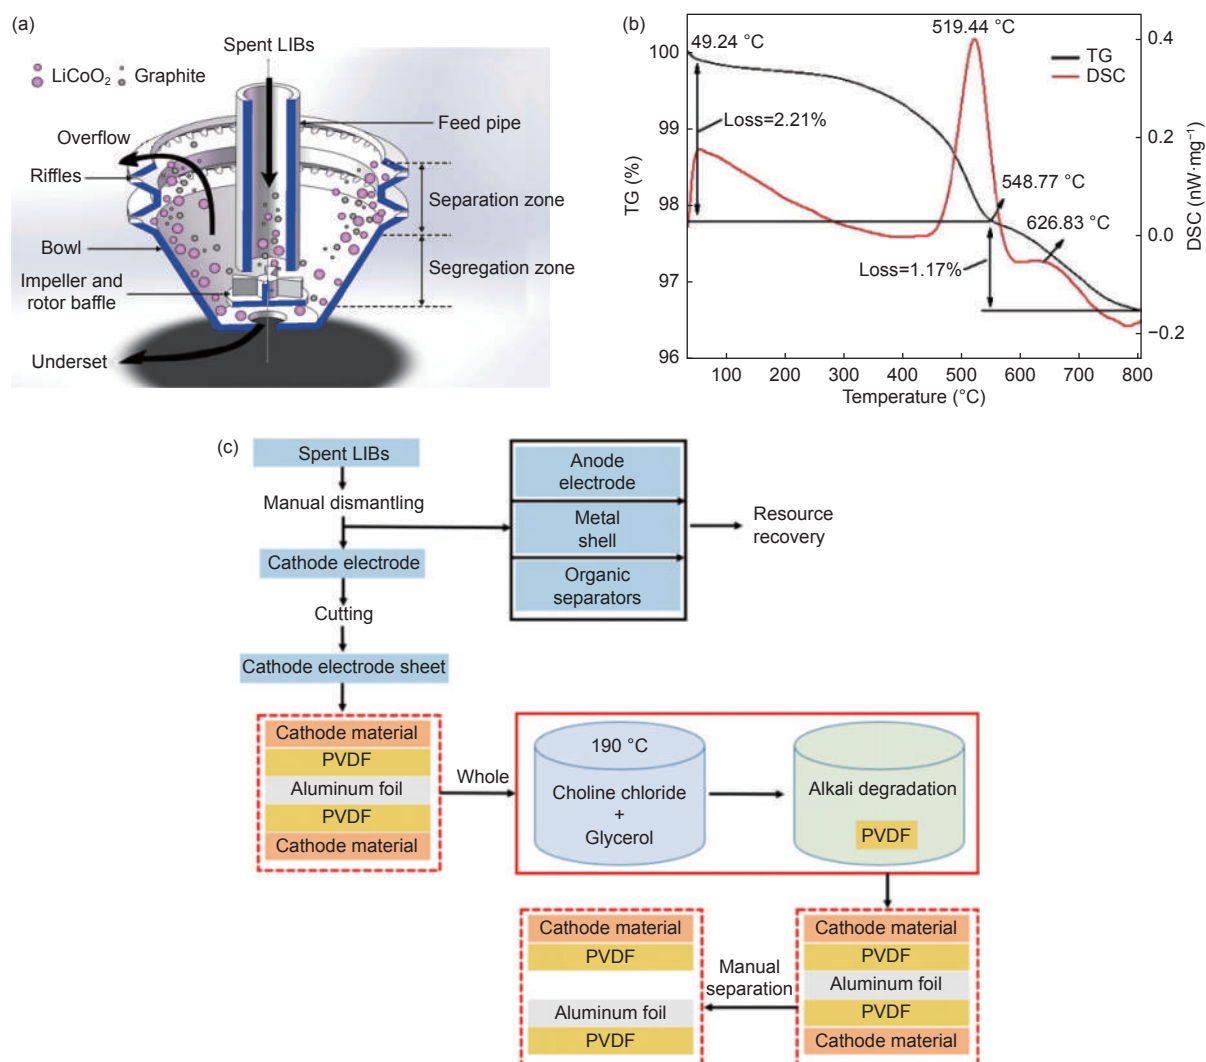 (a)
Spent LIBs
LiCoO₂
Graphite
Overflow
Feed pipe
Riffles
Separation zone
Bowl
Segregation zone
Impeller and
rotor baffle
Underset
(b)
519.44 °C
49.24 °C
TG
DSC
Loss=2.21%
548.77 °C
626.83 °C
Loss=1.17%
100
99
98
97
96
TG (%)
0.4
0.2
0.0
−0.2
DSC (nW·mg⁻¹)
100 200 300 400 500 600 700 800
Temperature (°C)
(c)
Spent LIBs
Manual dismantling
Cathode electrode
Cutting
Cathode electrode sheet
Anode
electrode
Metal
shell
Organic
separators
Resource
recovery
Cathode material
PVDF
Aluminum foil
PVDF
Cathode material
Whole
190 °C
Choline chloride
+
Glycerol
Alkali degradation
PVDF
Cathode material
PVDF
Aluminum foil
PVDF
Cathode material
Manual
separation
Cathode material
PVDF
Aluminum foil
PVDF